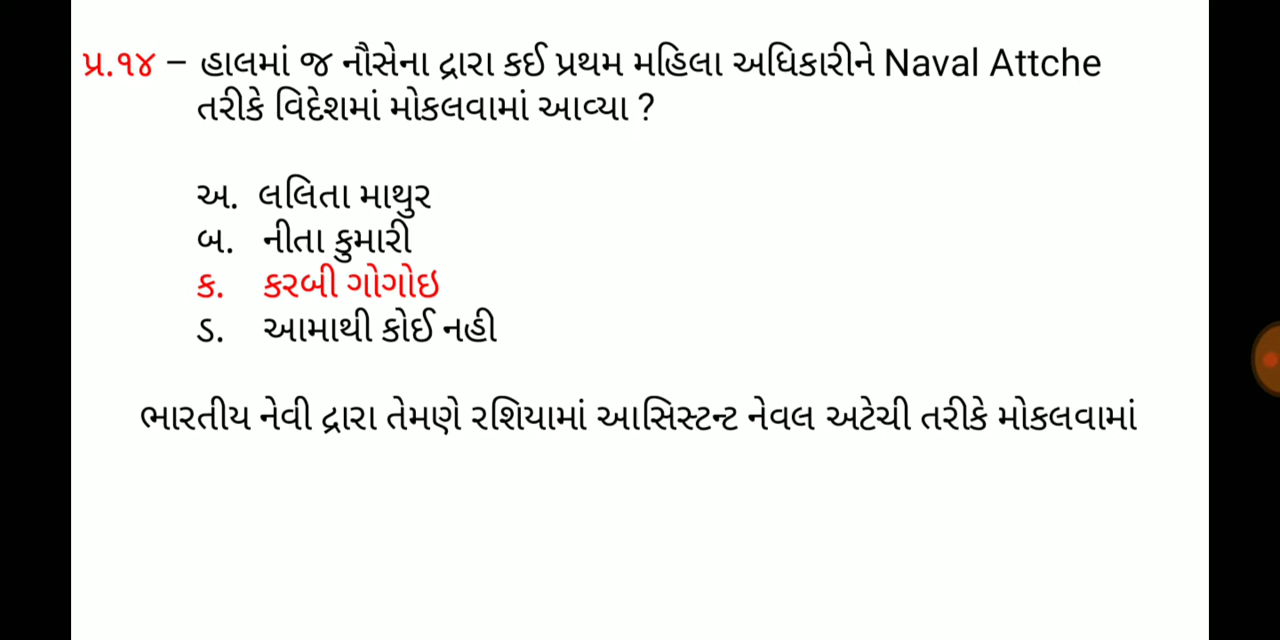 પ્ર.૧૪ – હાલમાં જ નૌસેના દ્રારા કઈ પ્રથમ મહિલા અધિકારીને Naval Attche
તરીકે વિદેશમાં મોકલવામાં આવ્યા ?
અ. લલિતા માથુર
બ. નીતા કુમારી
ક. કરબી ગોગોઇ
ડ. આમાથી કોઈ નહી
ભારતીય નેવી દ્રારા તેમણે રશિયામાં આસિસ્ટન્ટ નેવલ અટેચી તરીકે મોકલવામાં